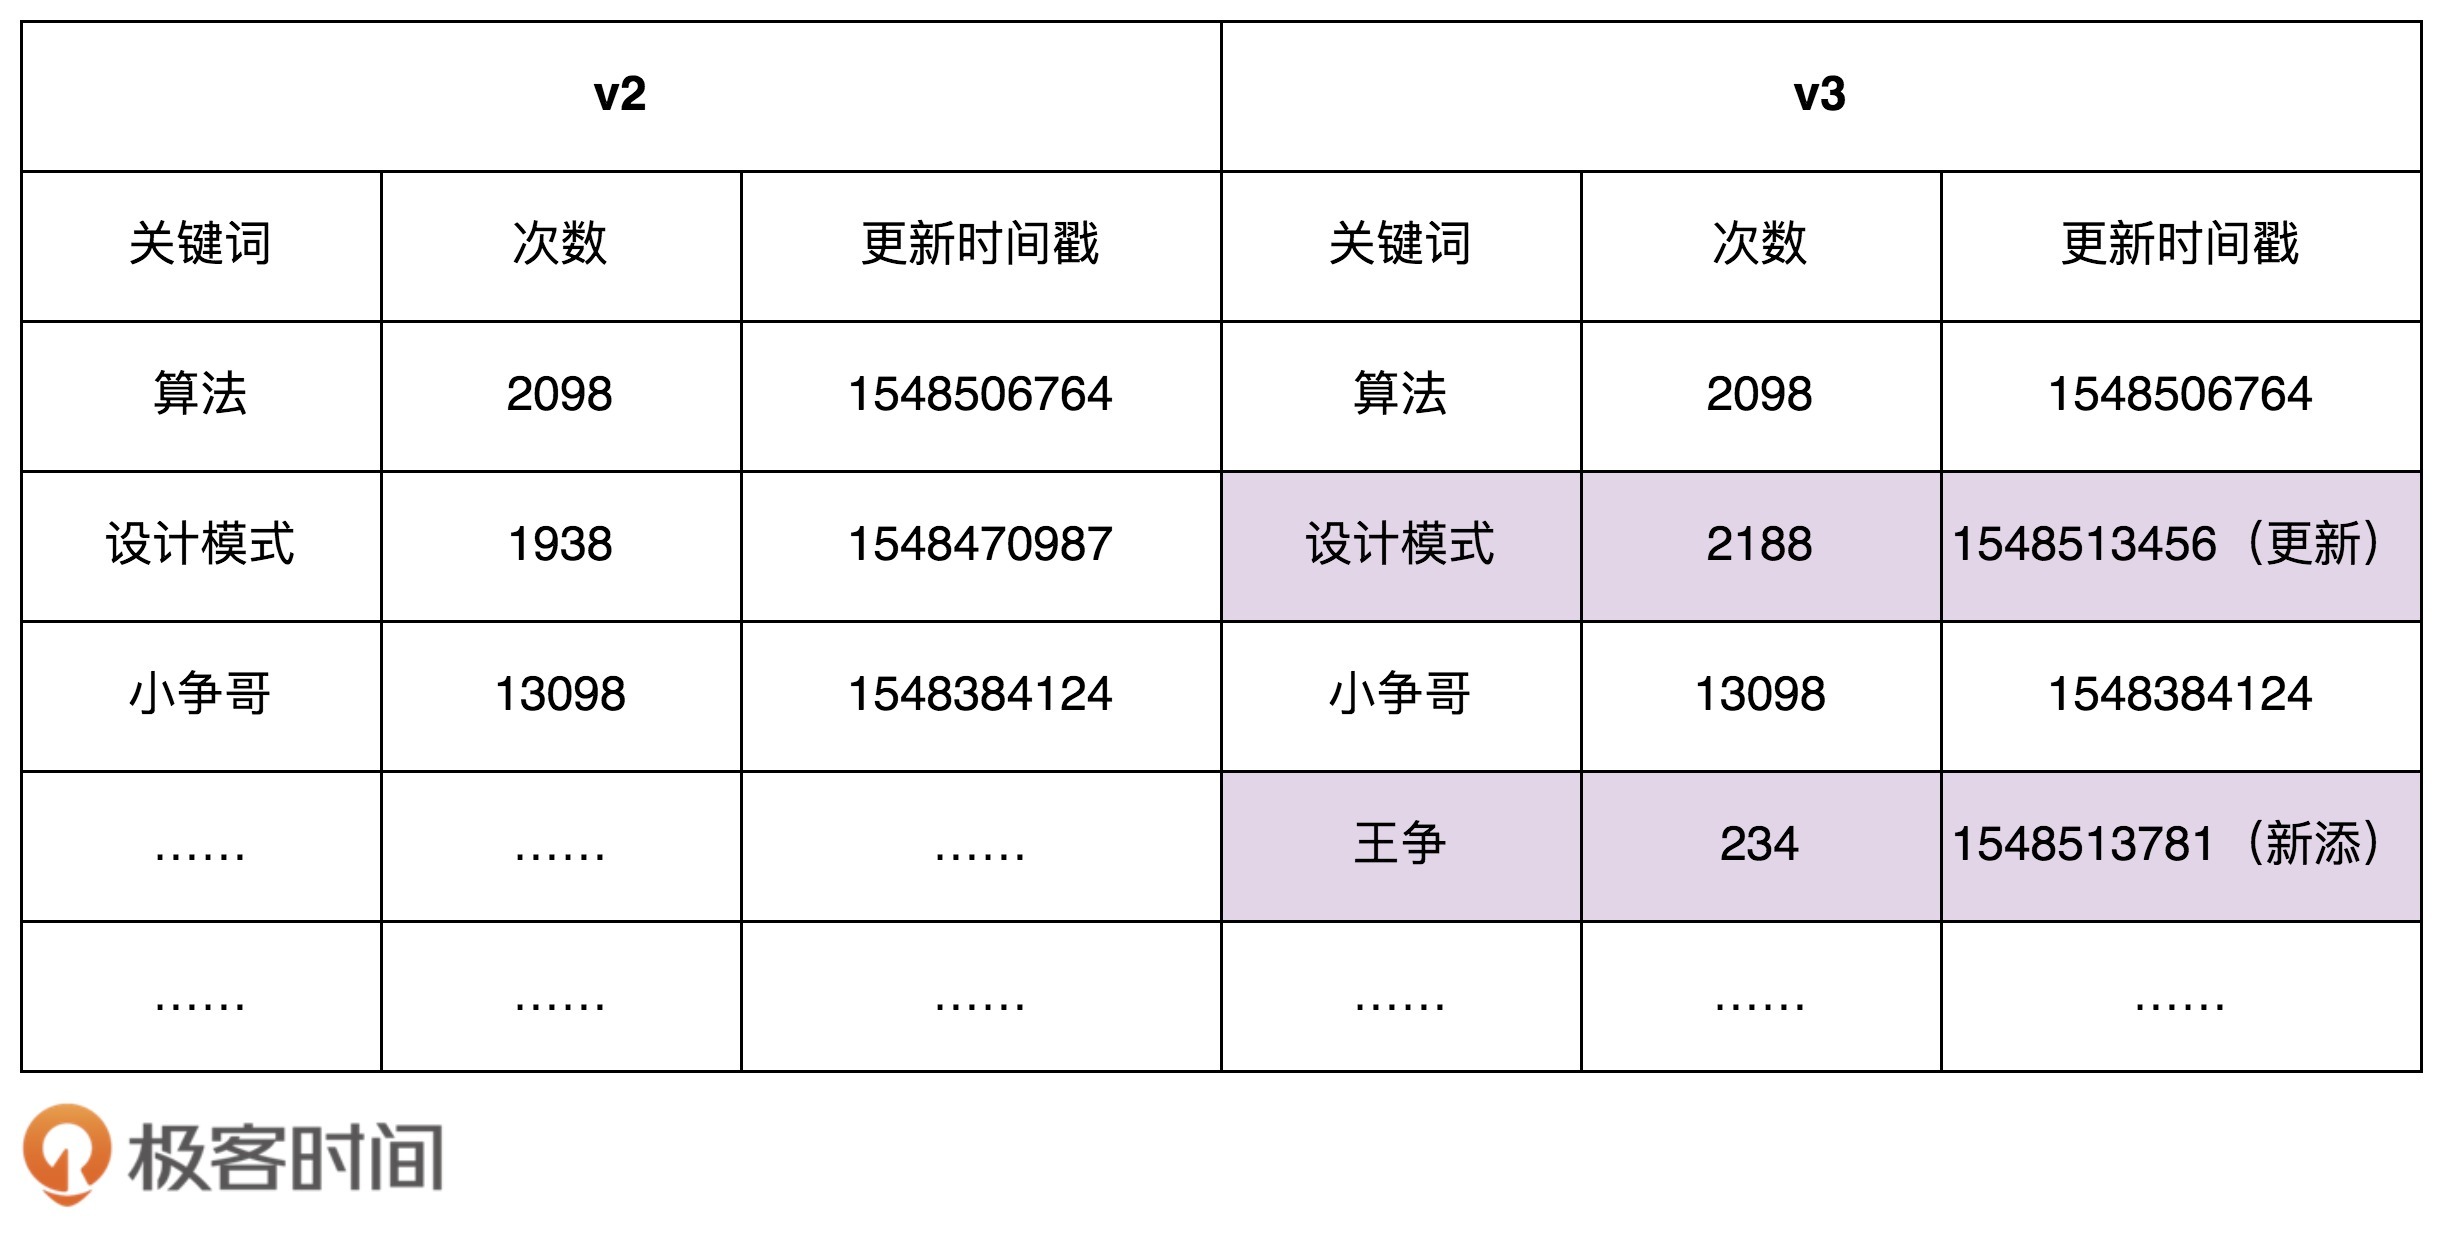 v2 v3
关键词 次数 更新时间戳 关键词 次数 更新时间戳
算法 2098 1548506764 算法 2098 1548506764
设计模式 1938 1548470987 设计模式 2188 1548513456（更新）
小争哥 13098 1548384124 小争哥 13098 1548384124
…… …… …… 王争 234 1548513781（新添）
…… …… …… …… …… ……
极客时间